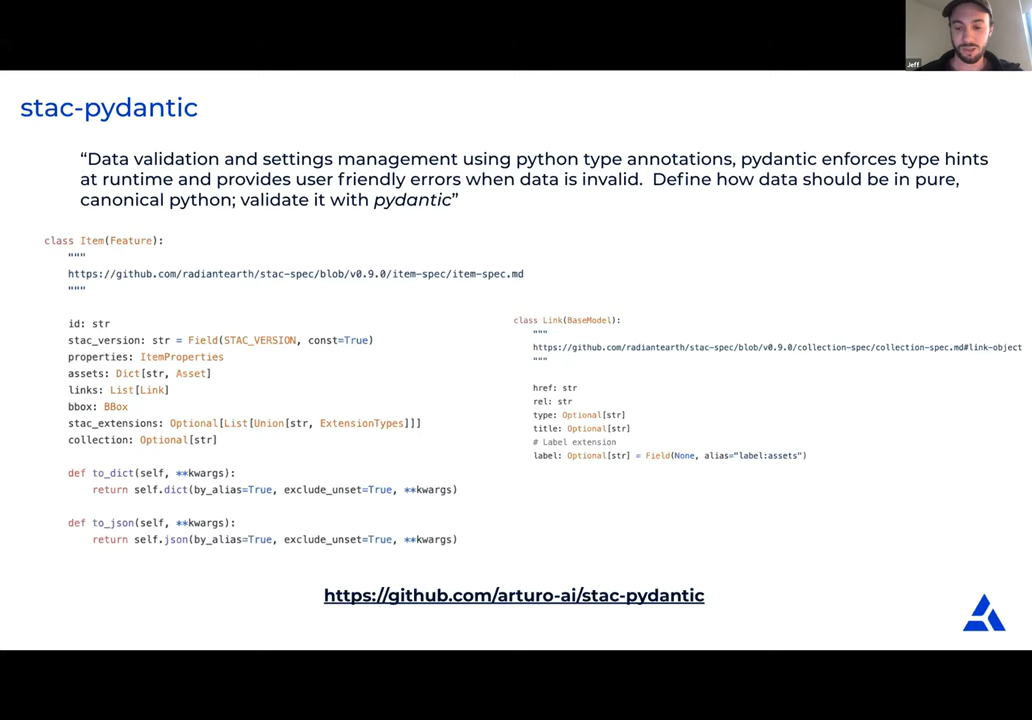 Jeff
stac-pydantic
“Data validation and settings management using python type annotations, pydantic enforces type hints
at runtime and provides user friendly errors when data is invalid.  Define how data should be in pure,
canonical python; validate it with pydantic”
class Item(Feature):
    """
    https://github.com/radiantearth/stac-spec/blob/v0.9.0/item-spec/item-spec.md
    """
    id: str
    stac_version: str = Field(STAC_VERSION, const=True)
    properties: ItemProperties
    assets: Dict[str, Asset]
    links: List[Link]
    bbox: BBox
    stac_extensions: Optional[List[Union[str, ExtensionTypes]]]
    collection: Optional[str]
    def to_dict(self, **kwargs):
        return self.dict(by_alias=True, exclude_unset=True, **kwargs)
    def to_json(self, **kwargs):
        return self.json(by_alias=True, exclude_unset=True, **kwargs)
class Link(BaseModel):
    """
    https://github.com/radiantearth/stac-spec/blob/v0.9.0/collection-spec/collection-spec.md#link-object
    """
    href: str
    rel: str
    type: Optional[str]
    title: Optional[str]
    # Label extension
    label: Optional[str] = Field(None, alias="label:assets")
https://github.com/arturo-ai/stac-pydantic